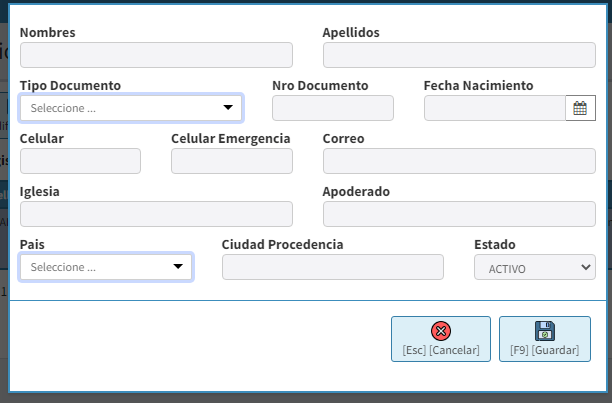 Nombres Apellidos
Tipo Documento Nro Documento Fecha Nacimiento
Seleccione ...
Celular Celular Emergencia Correo
Iglesia Apoderado
Pais Ciudad Procedencia Estado
Seleccione ... ACTIVO
[Esc] [Cancelar] [F9] [Guardar]